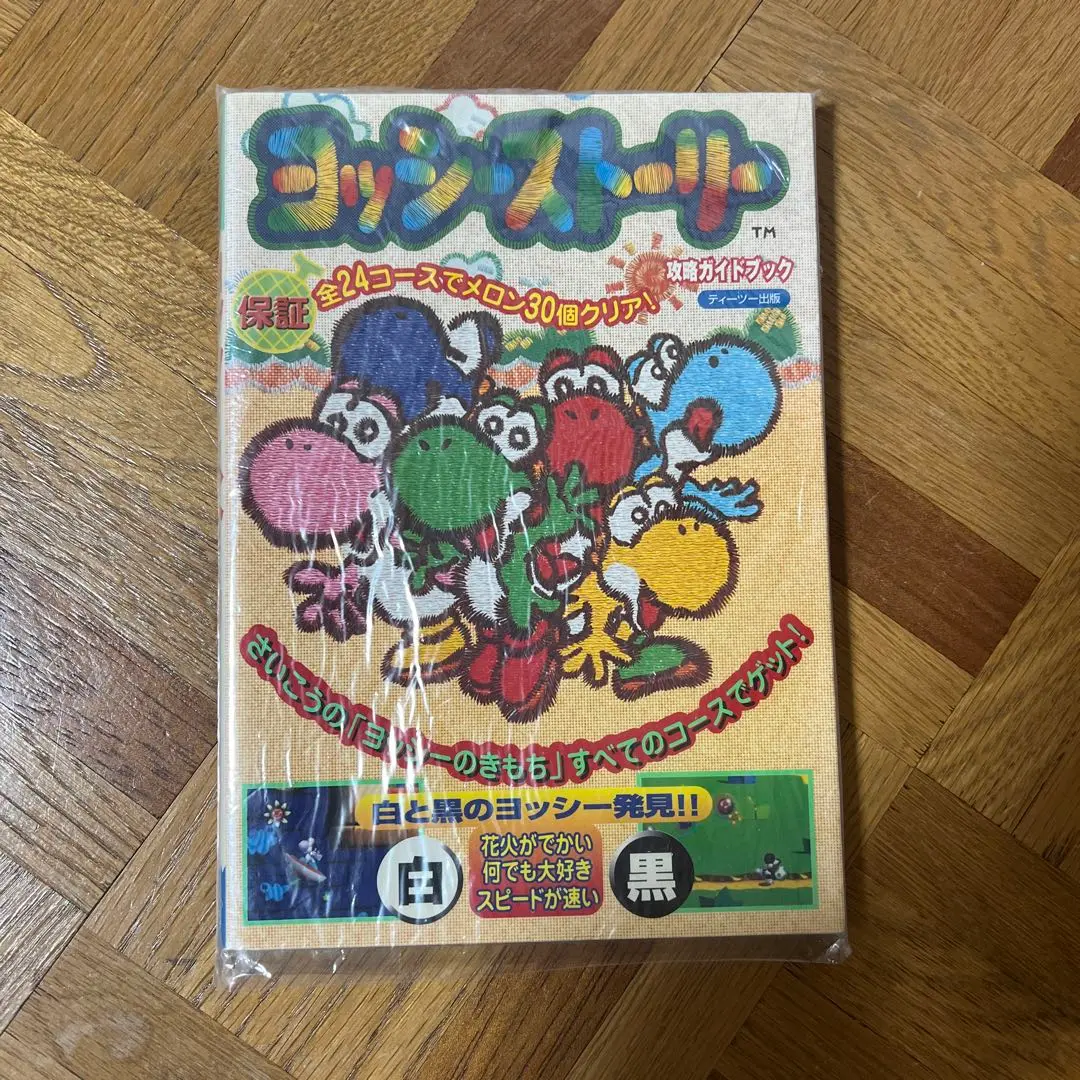 ヨッシーストーリー
TM
攻略ガイドブック
ティーツー出版
保証
全24コースでメロン30個クリア!
さいこうの「ヨッシーのきもち」すべてのコースでゲット!
白と黒のヨッシー発見!!
白
花火がでかい
何でも大好き
スピードが速い
黒